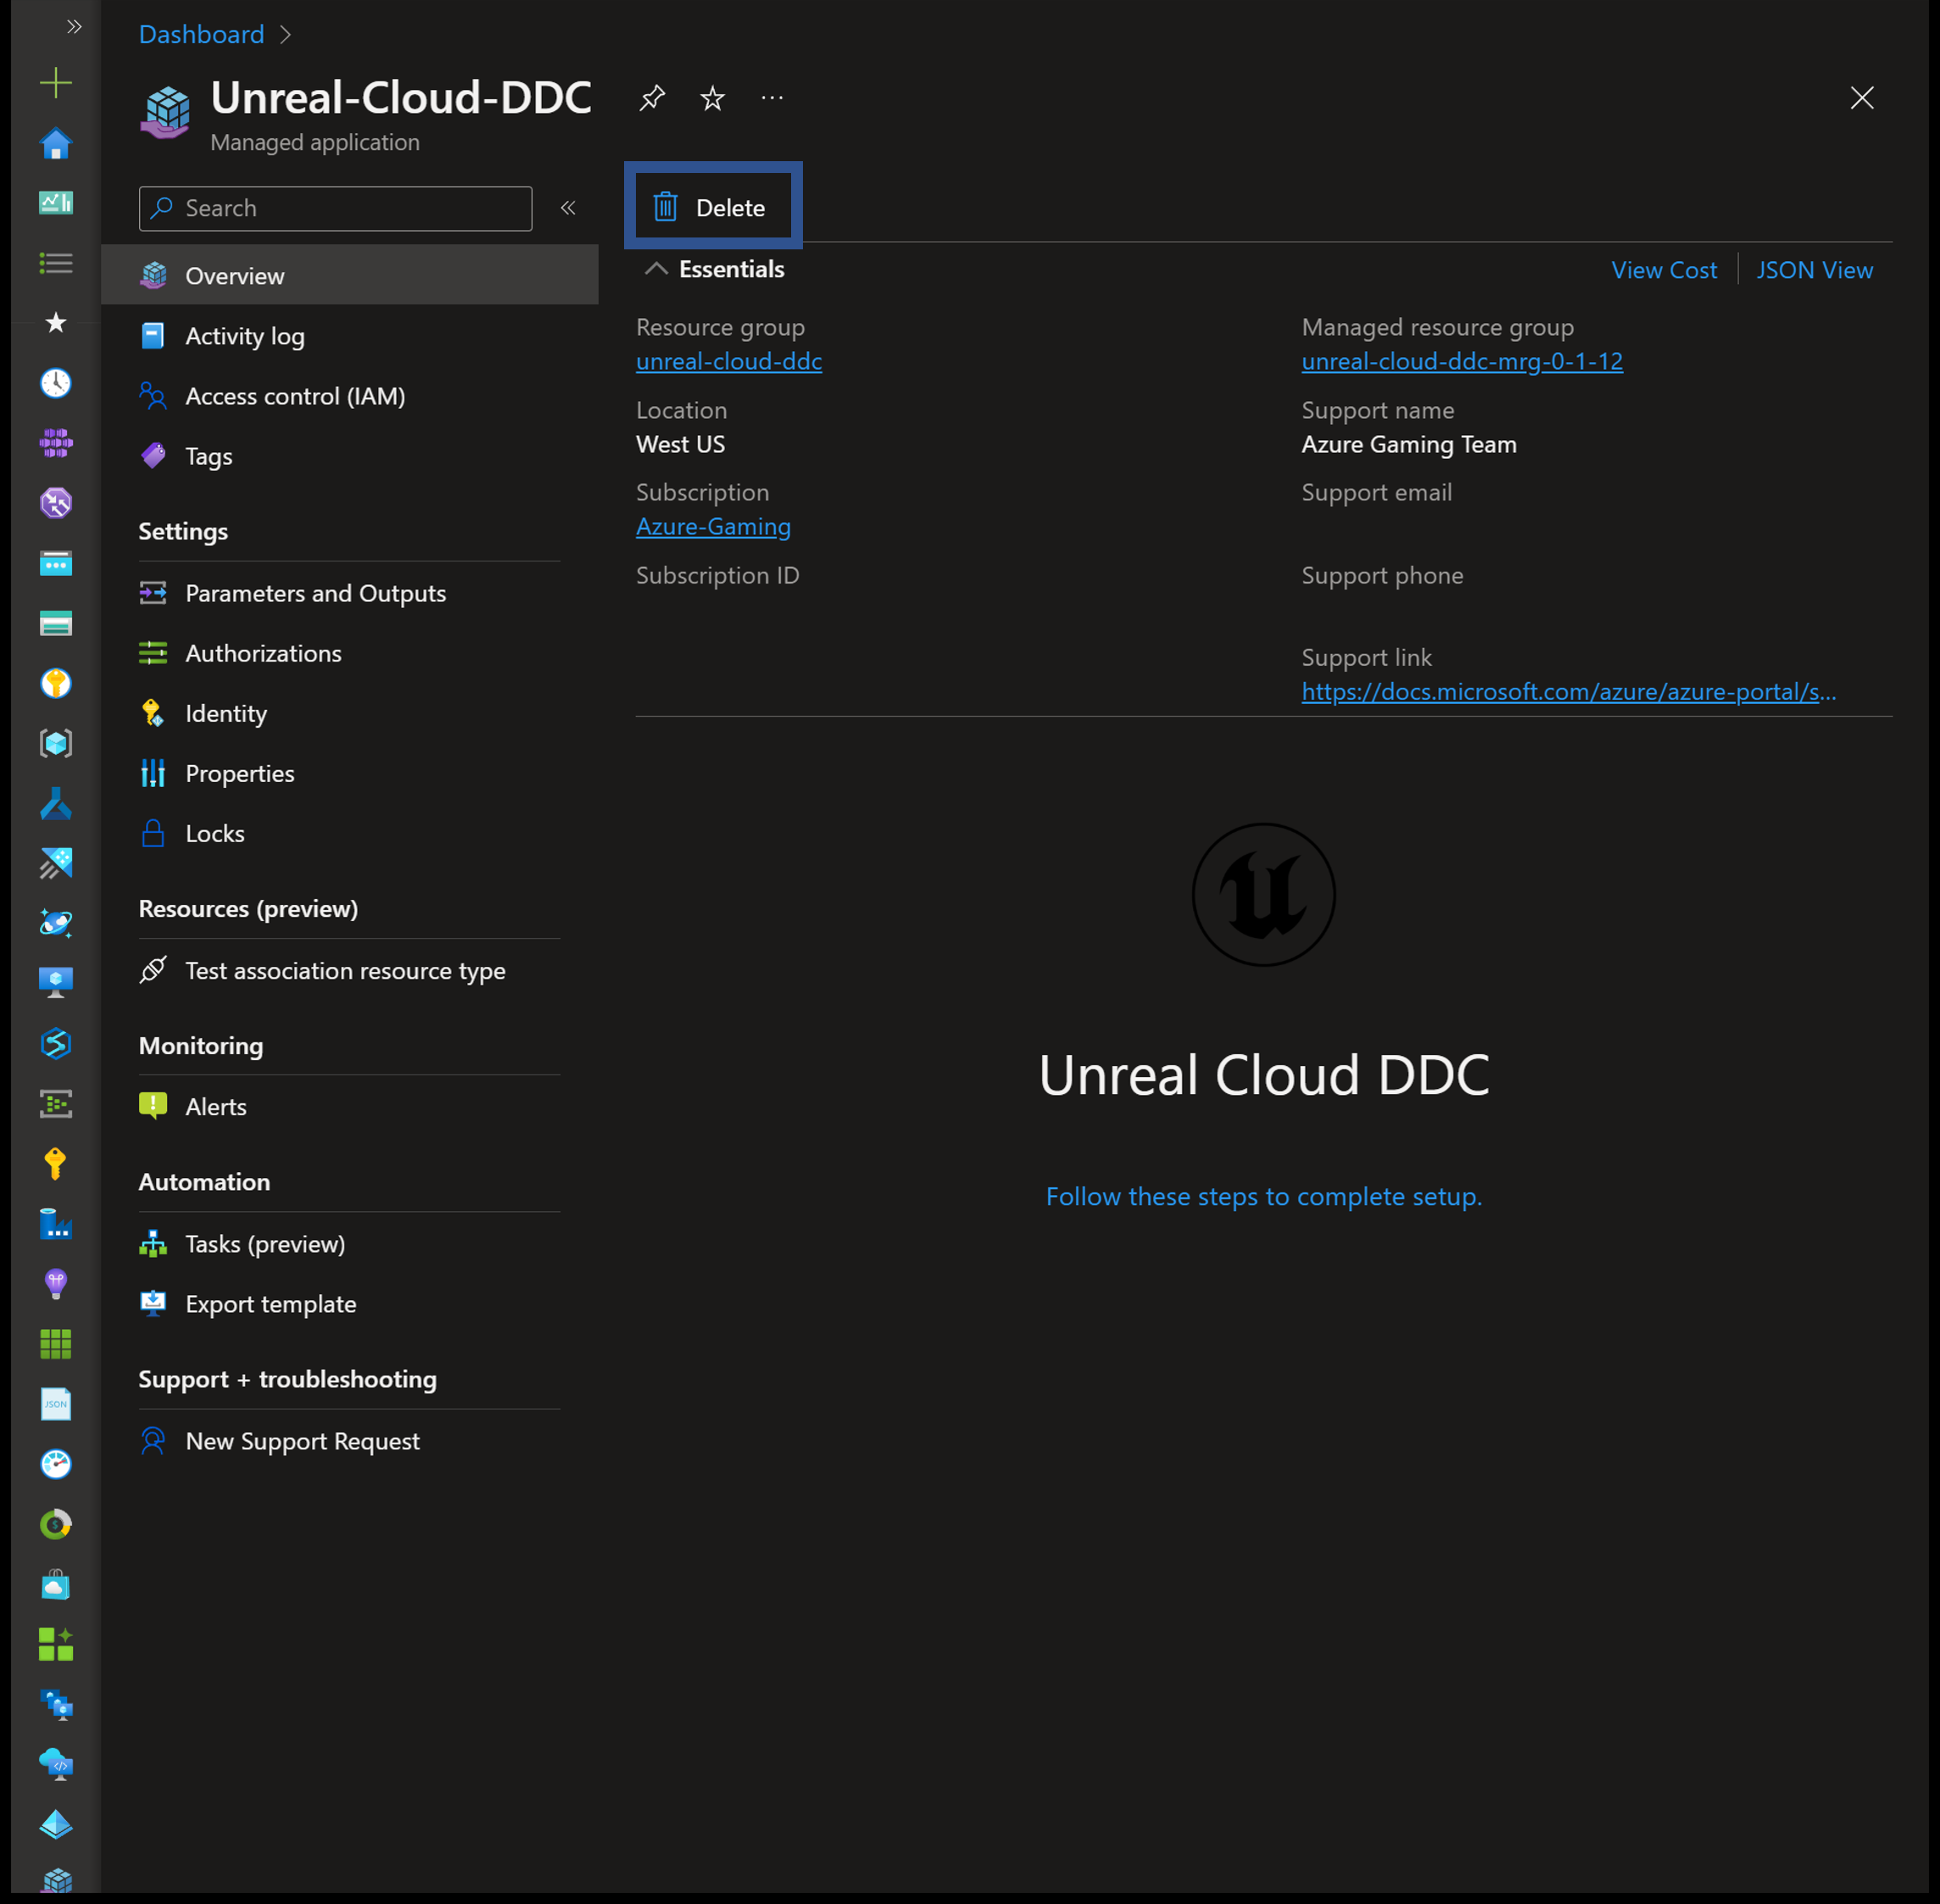 Dashboard
Unreal-Cloud-DDC
Managed application
Search
Delete
Overview
Activity log
Access control (IAM)
Tags
Settings
Parameters and Outputs
Authorizations
Identity
Properties
Locks
Resources (preview)
Test association resource type
Monitoring
Alerts
Automation
Tasks (preview)
Export template
Support + troubleshooting
New Support Request
Essentials
View Cost
JSON View
Resource group
unreal-cloud-ddc
Location
West US
Subscription
Azure-Gaming
Subscription ID
Managed resource group
unreal-cloud-ddc-mrg-0-1-12
Support name
Azure Gaming Team
Support email
Support phone
Support link
https://docs.microsoft.com/azure/azure-portal/s...
Unreal Cloud DDC
Follow these steps to complete setup.
JSON